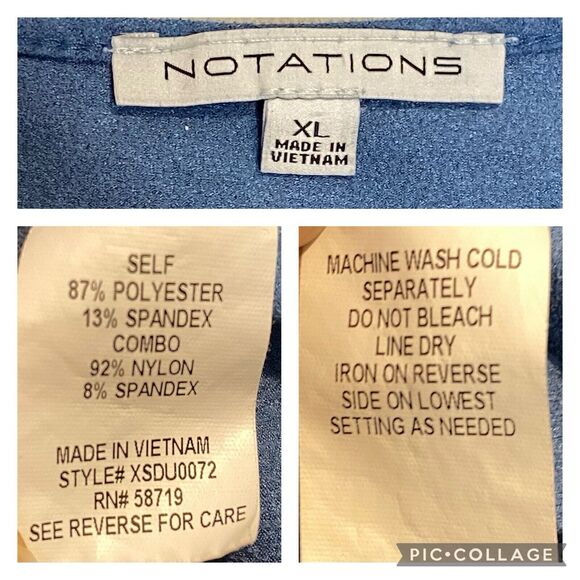 NOTATIONS
XL
MADE IN
VIETNAM
SELF
87% POLYESTER
13% SPANDEX
COMBO
92% NYLON
8% SPANDEX
MADE IN VIETNAM
STYLE# XSDU0072
RN# 58719
SEE REVERSE FOR CARE
MACHINE WASH COLD
SEPARATELY
DO NOT BLEACH
LINE DRY
IRON ON REVERSE
SIDE ON LOWEST
SETTING AS NEEDED
PIC•COLLAGE